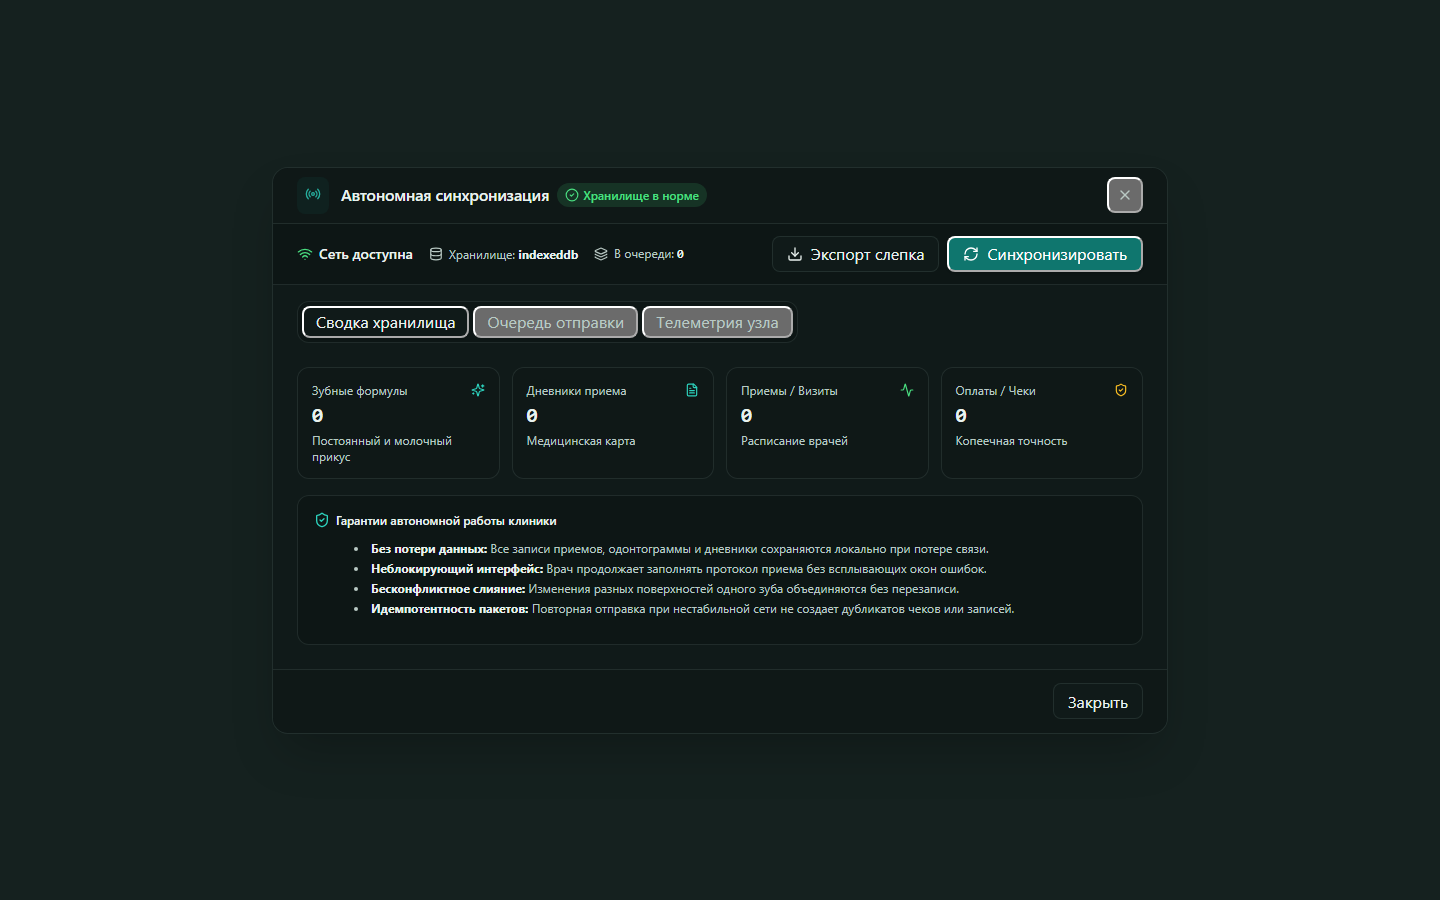 Автономная синхронизация
Хранилище в норме
Сеть доступна
Хранилище: indexeddb
В очереди: 0
Экспорт слепка
Синхронизировать
Сводка хранилища
Очередь отправки
Телеметрия узла
Зубные формулы
0
Постоянный и молочный
прикус
Дневники приема
0
Медицинская карта
Приемы / Визиты
0
Расписание врачей
Оплаты / Чеки
0
Копеечная точность
Гарантии автономной работы клиники
Без потери данных: Все записи приемов, одонтограммы и дневники сохраняются локально при потере связи.
Неблокирующий интерфейс: Врач продолжает заполнять протокол приема без всплывающих окон ошибок.
Бесконфликтное слияние: Изменения разных поверхностей одного зуба объединяются без перезаписи.
Идемпотентность пакетов: Повторная отправка при нестабильной сети не создает дубликатов чеков или записей.
Закрыть